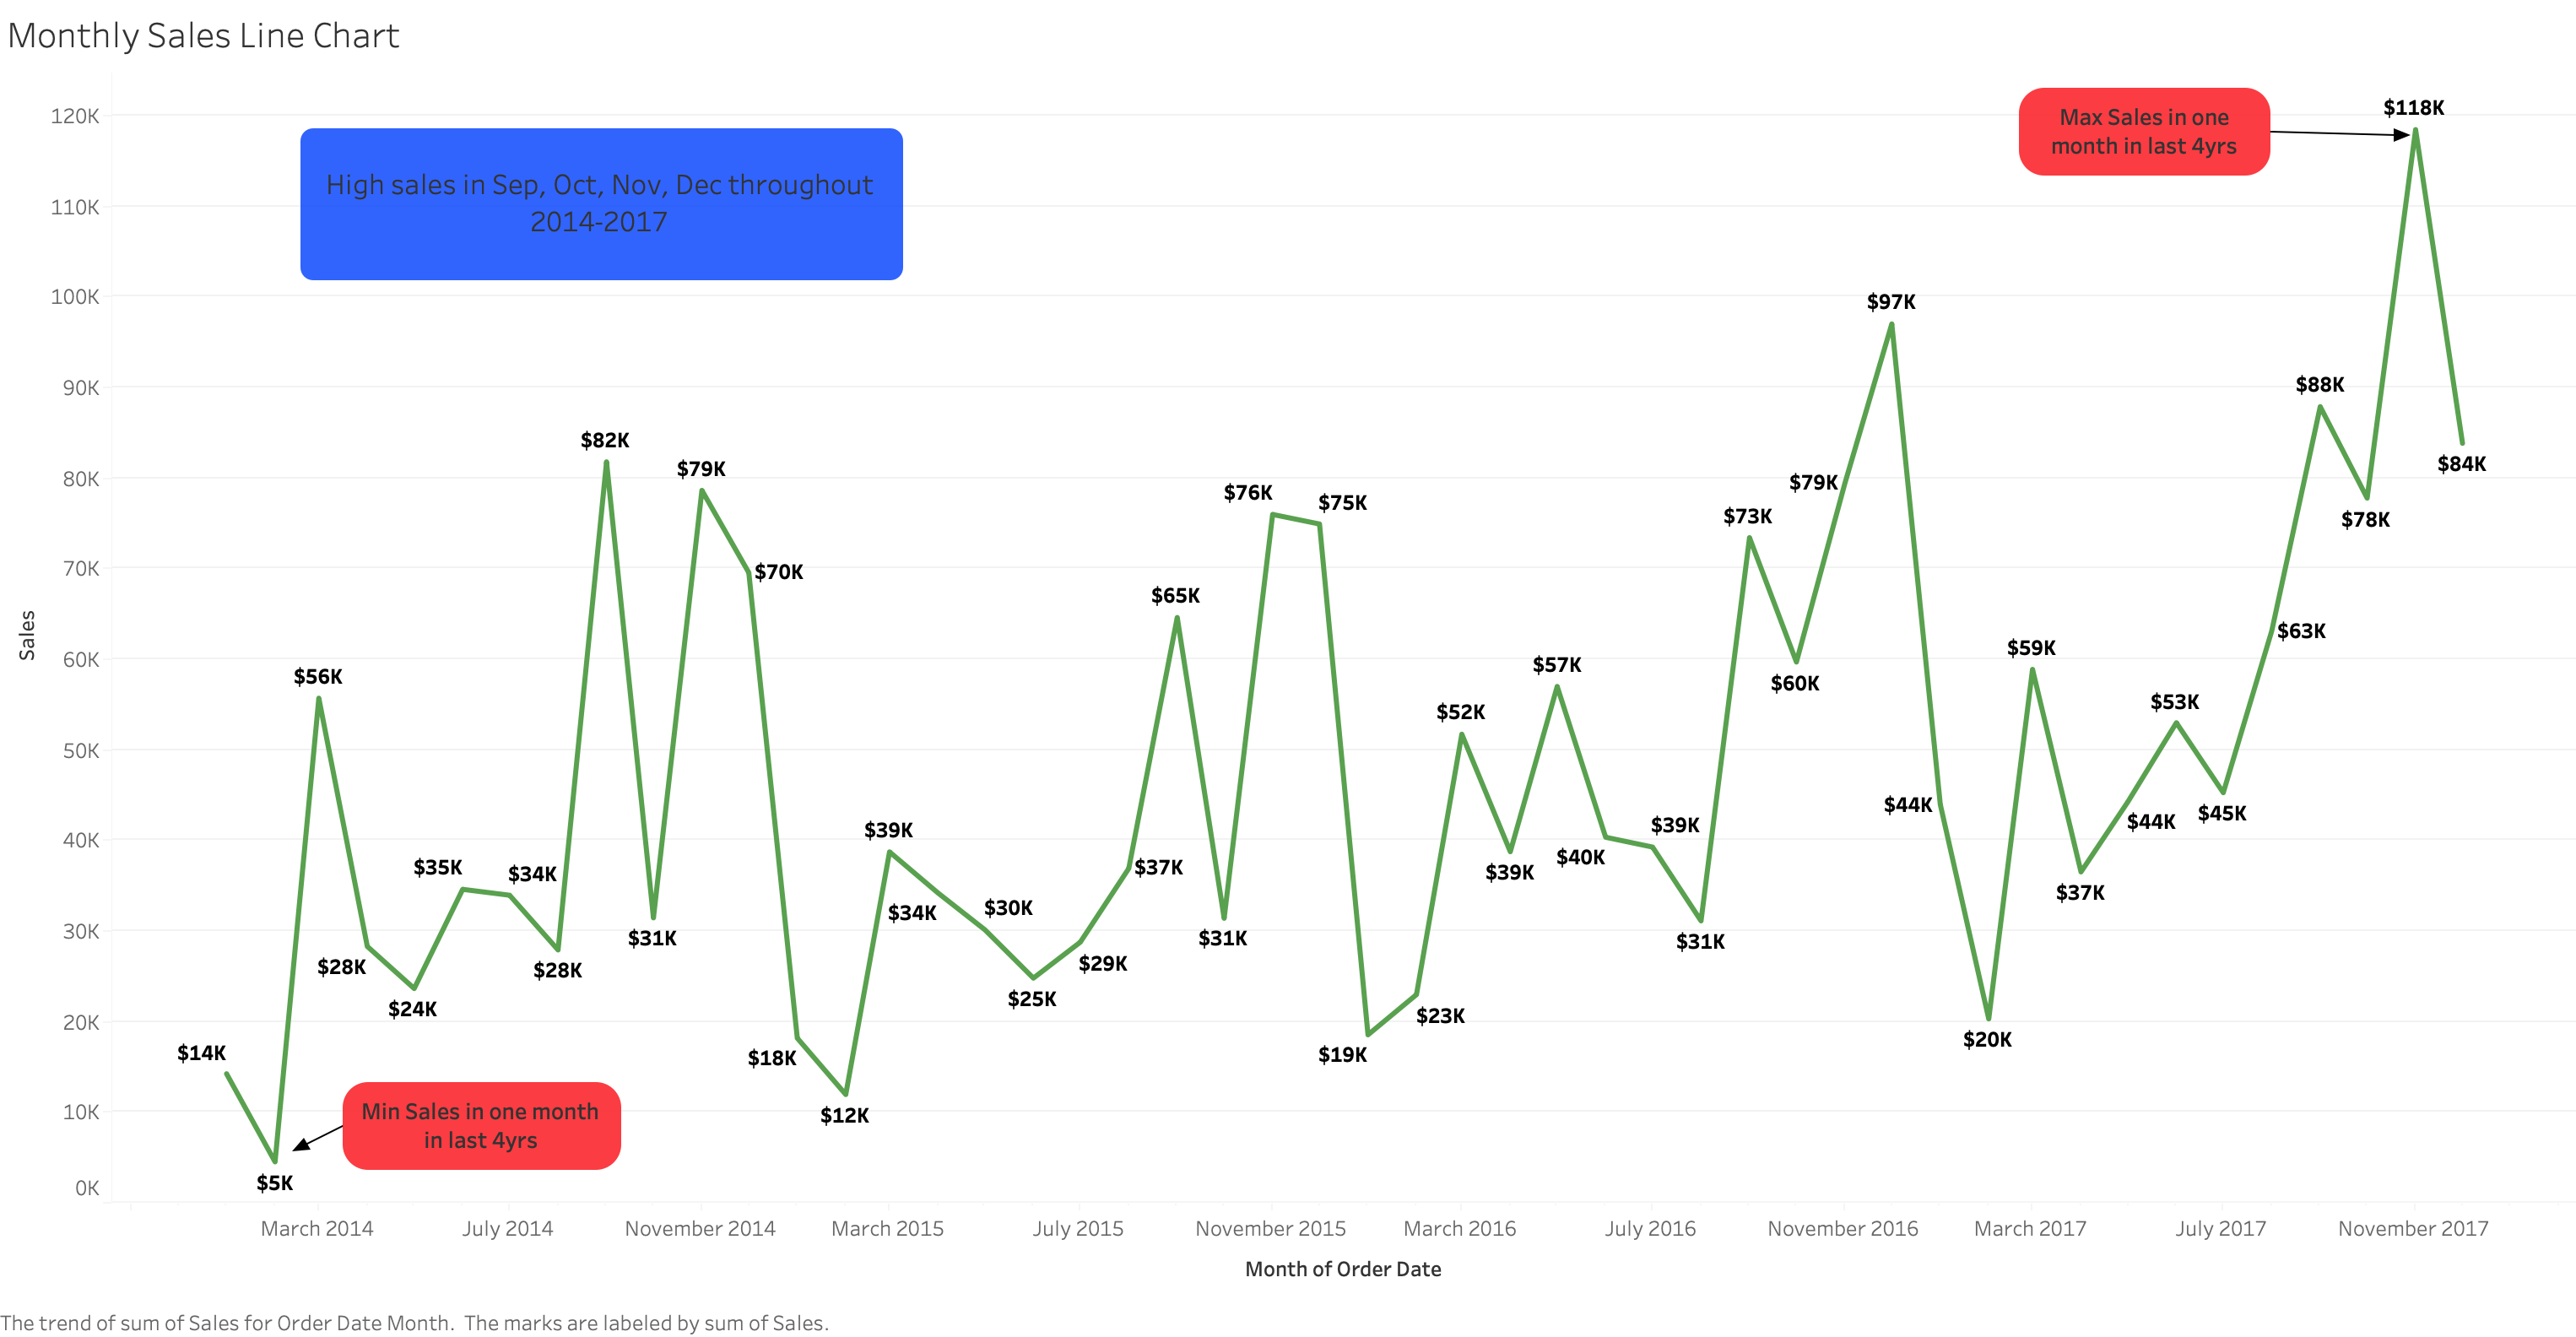 Monthly Sales Line Chart
120K
110K
100K
90K
80K
70K
60K
50K
40K
30K
20K
10K
0K
Sales
High sales in Sep, Oct, Nov, Dec throughout
2014-2017
Max Sales in one
month in last 4yrs
Min Sales in one month
in last 4yrs
$14K
$5K
$56K
$28K
$24K
$35K
$34K
$28K
$82K
$31K
$79K
$70K
$18K
$12K
$39K
$34K
$30K
$25K
$29K
$37K
$65K
$31K
$76K
$75K
$19K
$23K
$52K
$39K
$57K
$40K
$39K
$31K
$73K
$60K
$79K
$97K
$44K
$20K
$59K
$37K
$44K
$53K
$45K
$63K
$88K
$78K
$118K
$84K
March 2014
July 2014
November 2014
March 2015
July 2015
November 2015
March 2016
July 2016
November 2016
March 2017
July 2017
November 2017
Month of Order Date
The trend of sum of Sales for Order Date Month.  The marks are labeled by sum of Sales.